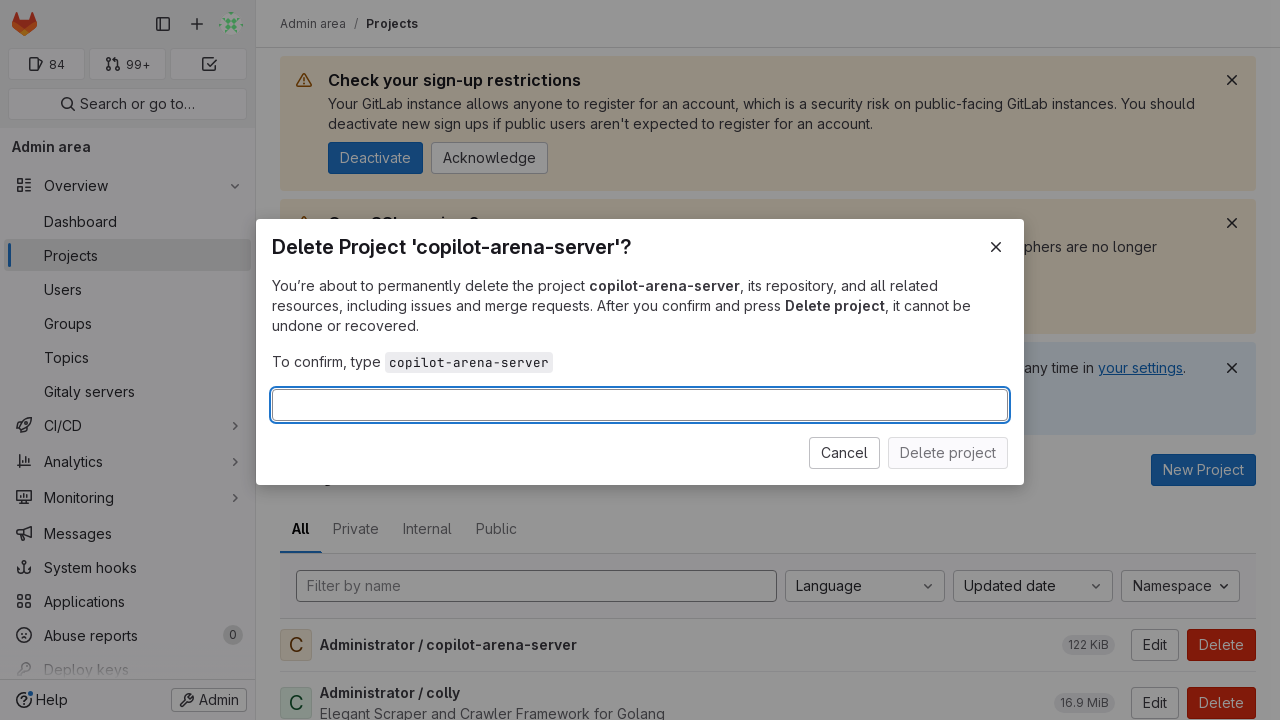 Admin area / Projects
84
99+
Search or go to…
Admin area
Overview
Dashboard
Projects
Users
Groups
Topics
Gitaly servers
CI/CD
Analytics
Monitoring
Messages
System hooks
Applications
Abuse reports 0
Deploy keys
Help
Admin
Check your sign-up restrictions
Your GitLab instance allows anyone to register for an account, which is a security risk on public-facing GitLab instances. You should
deactivate new sign ups if public users aren't expected to register for an account.
Deactivate Acknowledge
phers are no longer
any time in your settings.
Delete Project 'copilot-arena-server'?
You’re about to permanently delete the project copilot-arena-server, its repository, and all related
resources, including issues and merge requests. After you confirm and press Delete project, it cannot be
undone or recovered.
To confirm, type copilot-arena-server
Cancel Delete project
New Project
All Private Internal Public
Filter by name Language Updated date Namespace
C Administrator / copilot-arena-server 122 KiB Edit Delete
C Administrator / colly 16.9 MiB Edit Delete
Elegant Scraper and Crawler Framework for Golang